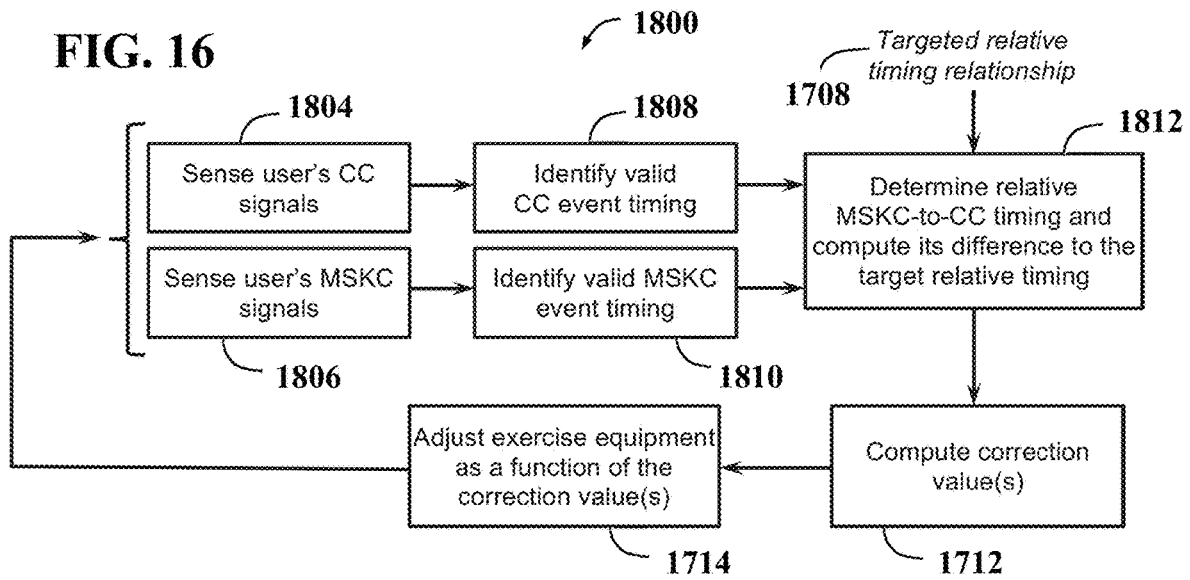 FIG. 16
1800
Targeted relative
timing relationship
1708
1804
1808
1812
Sense user's CC
signals
Identify valid
CC event timing
Determine relative
MSKC-to-CC timing and
compute its difference to the
target relative timing
Sense user's MSKC
signals
Identify valid MSKC
event timing
1806
1810
Adjust exercise equipment
as a function of the
correction value(s)
Compute correction
value(s)
1714
1712